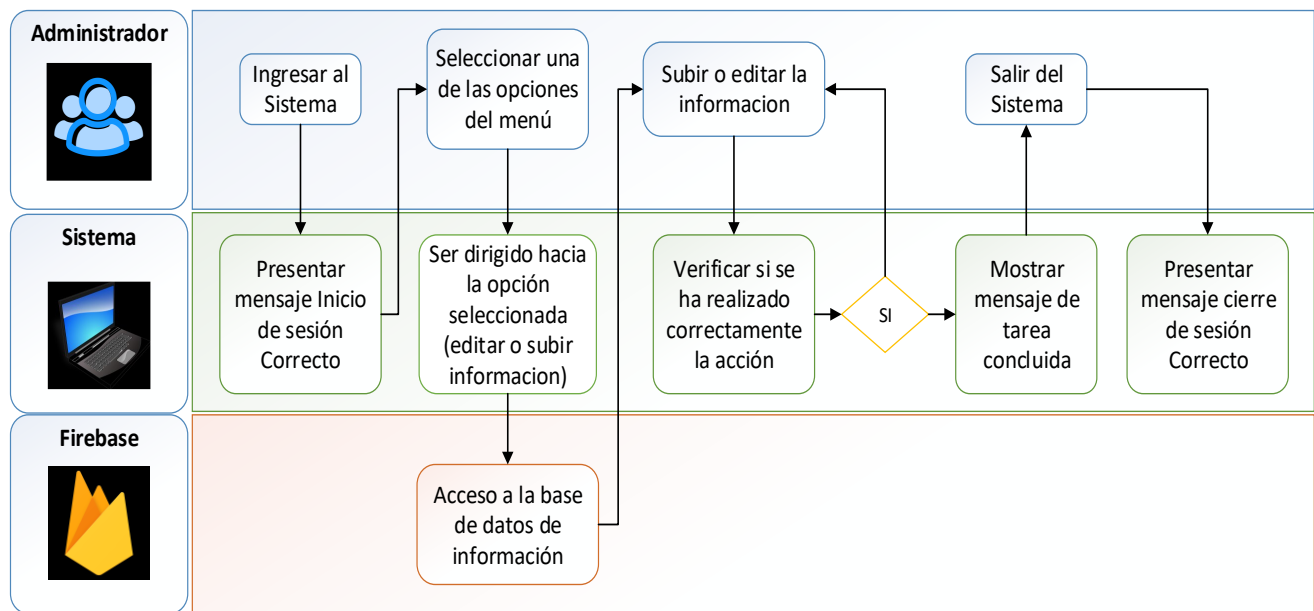 Administrador
Ingresar al
Sistema
Seleccionar una
de las opciones
del menú
Subir o editar la
informacion
Salir del
Sistema
Sistema
Presentar
mensaje Inicio
de sesión
Correcto
Ser dirigido hacia
la opción
seleccionada
(editar o subir
informacion)
Verificar si se
ha realizado
correctamente
la acción
SI
Mostrar
mensaje de
tarea
concluida
Presentar
mensaje cierre
de sesión
Correcto
Firebase
Acceso a la base
de datos de
información